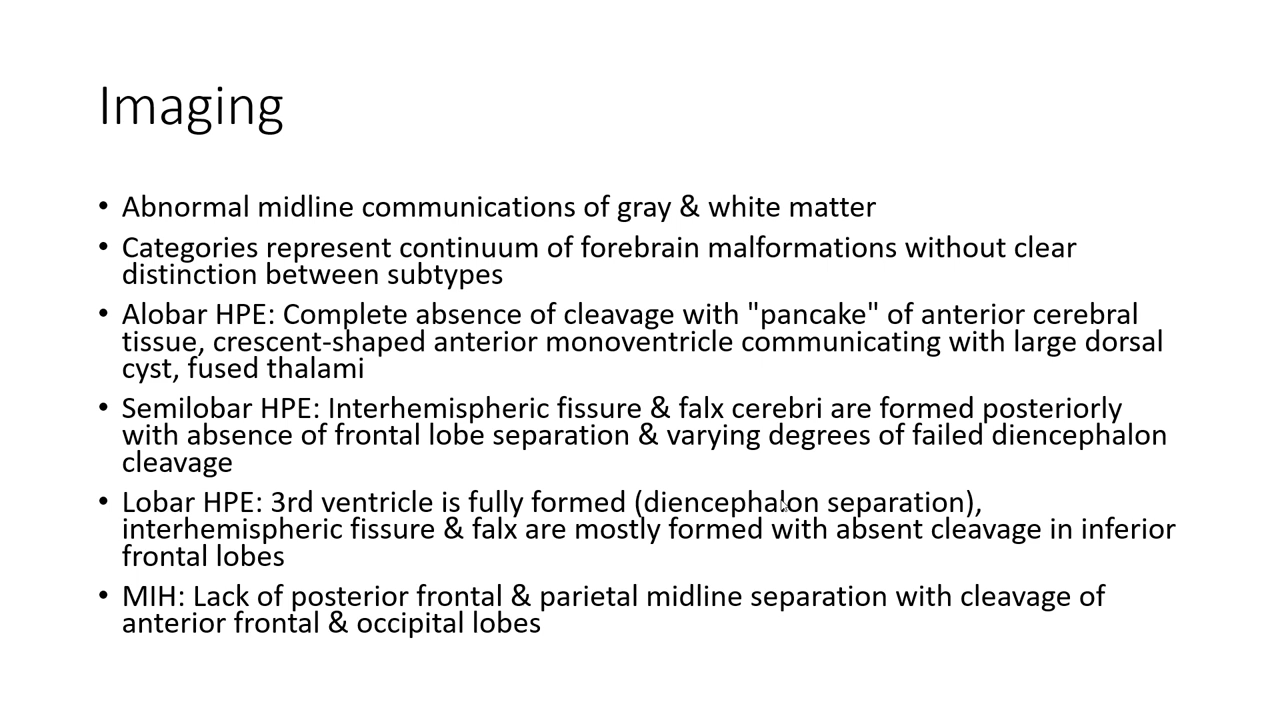 Imaging
• Abnormal midline communications of gray & white matter
• Categories represent continuum of forebrain malformations without clear
distinction between subtypes
• Alobar HPE: Complete absence of cleavage with "pancake" of anterior cerebral
tissue, crescent-shaped anterior monoventricle communicating with large dorsal
cyst, fused thalami
• Semilobar HPE: Interhemispheric fissure & falx cerebri are formed posteriorly
with absence of frontal lobe separation & varying degrees of failed diencephalon
cleavage
• Lobar HPE: 3rd ventricle is fully formed (diencephalon separation),
interhemispheric fissure & falx are mostly formed with absent cleavage in inferior
frontal lobes
• MIH: Lack of posterior frontal & parietal midline separation with cleavage of
anterior frontal & occipital lobes